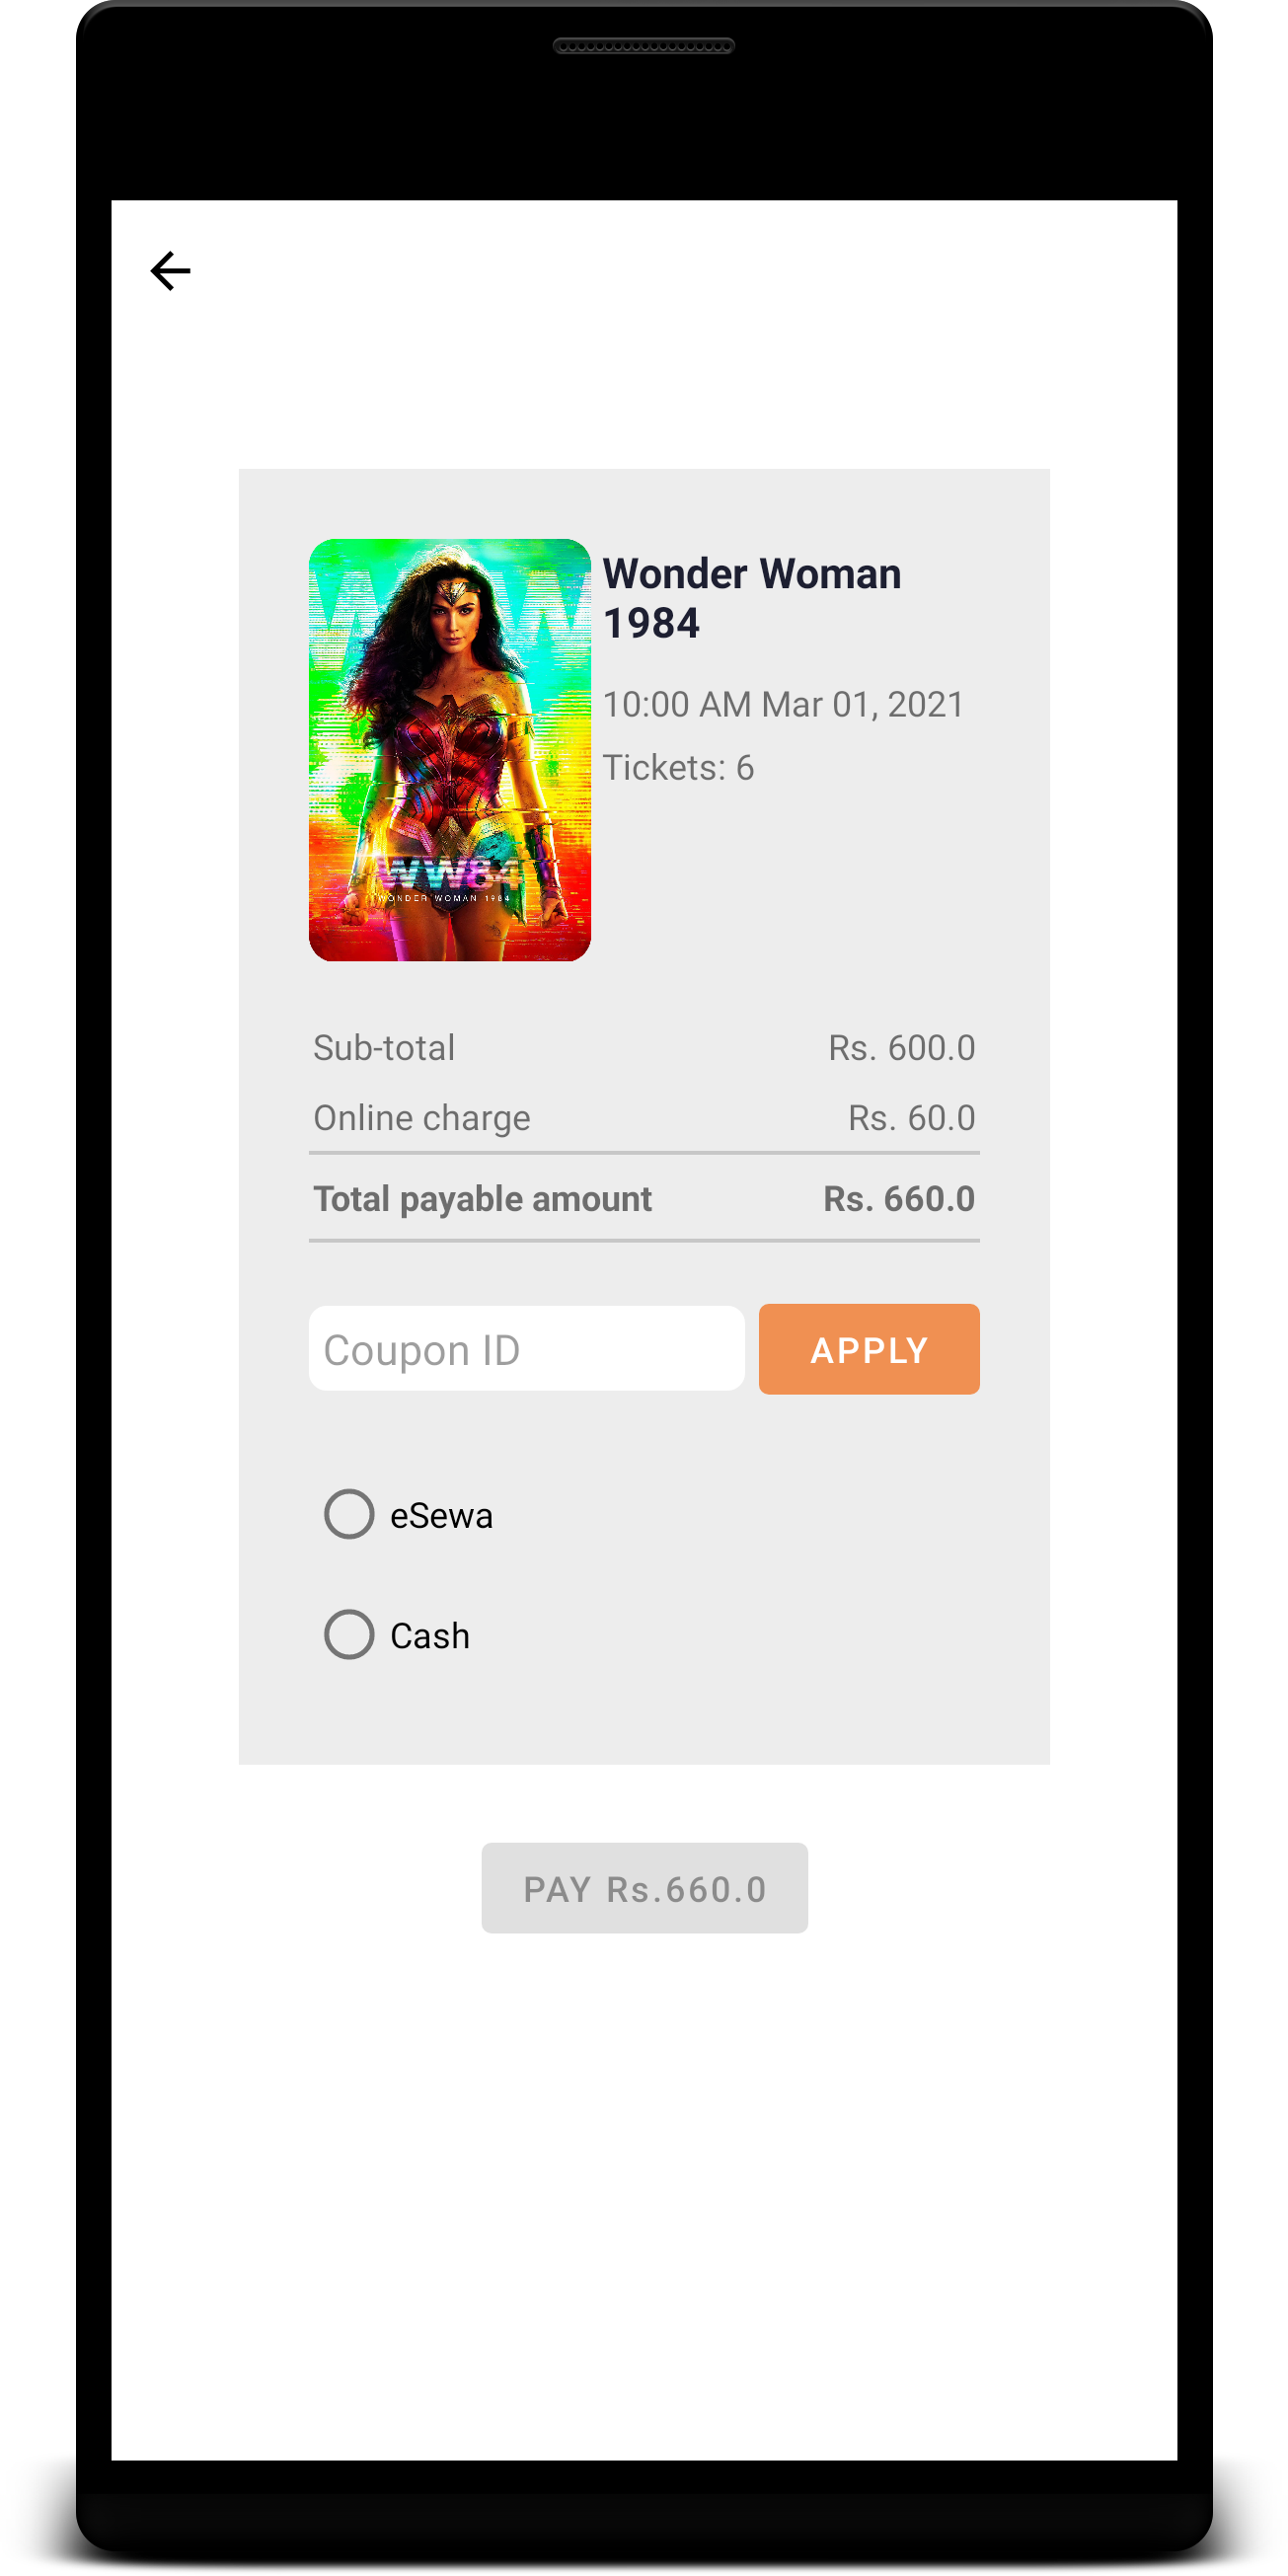 Wonder Woman
1984
10:00 AM Mar 01, 2021
Tickets: 6
WW84
WONDER WOMAN 1984
Sub-total Rs. 600.0
Online charge Rs. 60.0
Total payable amount Rs. 660.0
Coupon ID APPLY
eSewa
Cash
PAY Rs.660.0